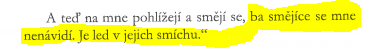 A teď na mne pohlížejí a smějí se, ba smějíce se mne
nenávidí. Je led v jejich smíchu.“